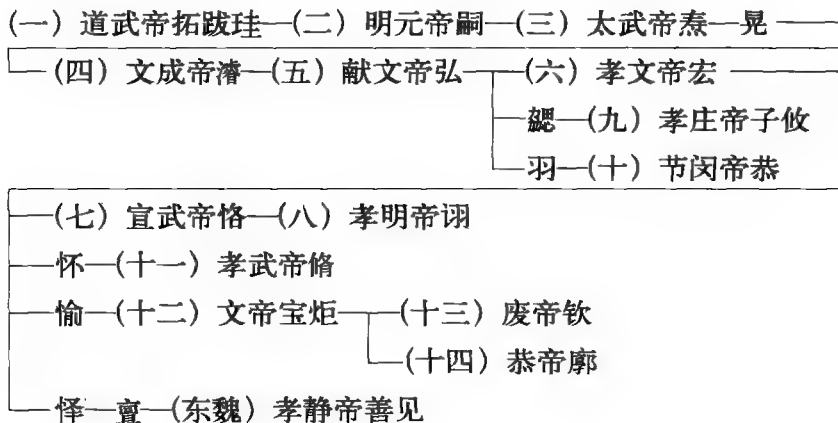 (一) 道武帝拓跋珪—(二) 明元帝嗣—(三) 太武帝焘—晃
(四) 文成帝濬—(五) 献文帝弘—(六) 孝文帝宏
勰—(九) 孝庄帝子攸
羽—(十) 节闵帝恭
(七) 宣武帝恪—(八) 孝明帝诩
怀—(十一) 孝武帝脩
愉—(十二) 文帝宝炬—(十三) 废帝钦
(十四) 恭帝廓
怿—亶—(东魏) 孝静帝善见